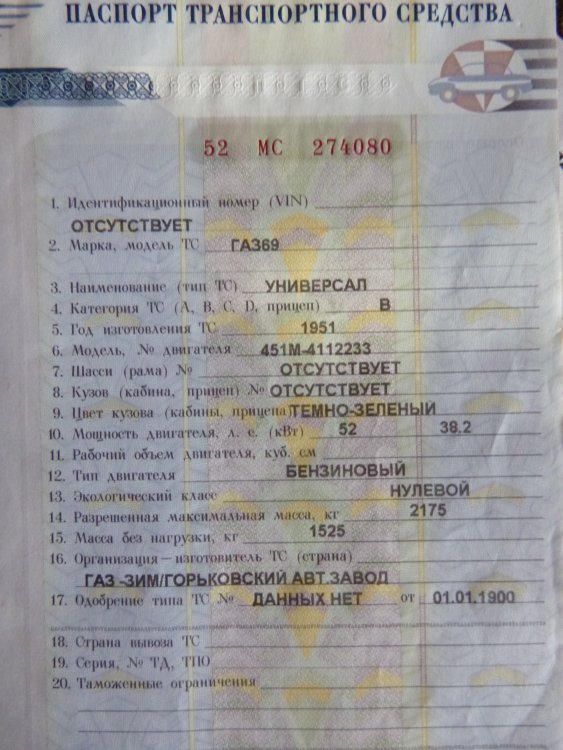 ПАСПОРТ ТРАНСПОРТНОГО СРЕДСТВА
52 МС 274080
1. Идентификационный номер (VIN)
ОТСУТСТВУЕТ
2. Марка, модель ТС ГАЗ69
3. Наименование (тип ТС) УНИВЕРСАЛ
4. Категория ТС (А, В, С, D, прицеп) В
5. Год изготовления ТС 1951
6. Модель, № двигателя 451М-4112233
7. Шасси (рама) № ОТСУТСТВУЕТ
8. Кузов (кабина, прицеп) № ОТСУТСТВУЕТ
9. Цвет кузова (кабины, прицепа) ТЕМНО-ЗЕЛЕНЫЙ
10. Мощность двигателя, л. с. (кВт) 52 38.2
11. Рабочий объем двигателя, куб. см
12. Тип двигателя БЕНЗИНОВЫЙ
13. Экологический класс НУЛЕВОЙ
14. Разрешенная максимальная масса, кг 2175
15. Масса без нагрузки, кг 1525
16. Организация – изготовитель ТС (страна)
ГАЗ -ЗИМ/ГОРЬКОВСКИЙ АВТ.ЗАВОД
17. Одобрение типа ТС № ДАННЫХ НЕТ от 01.01.1900
18. Страна вывоза ТС
19. Серия, № ТД, ТПО
20. Таможенные ограничения